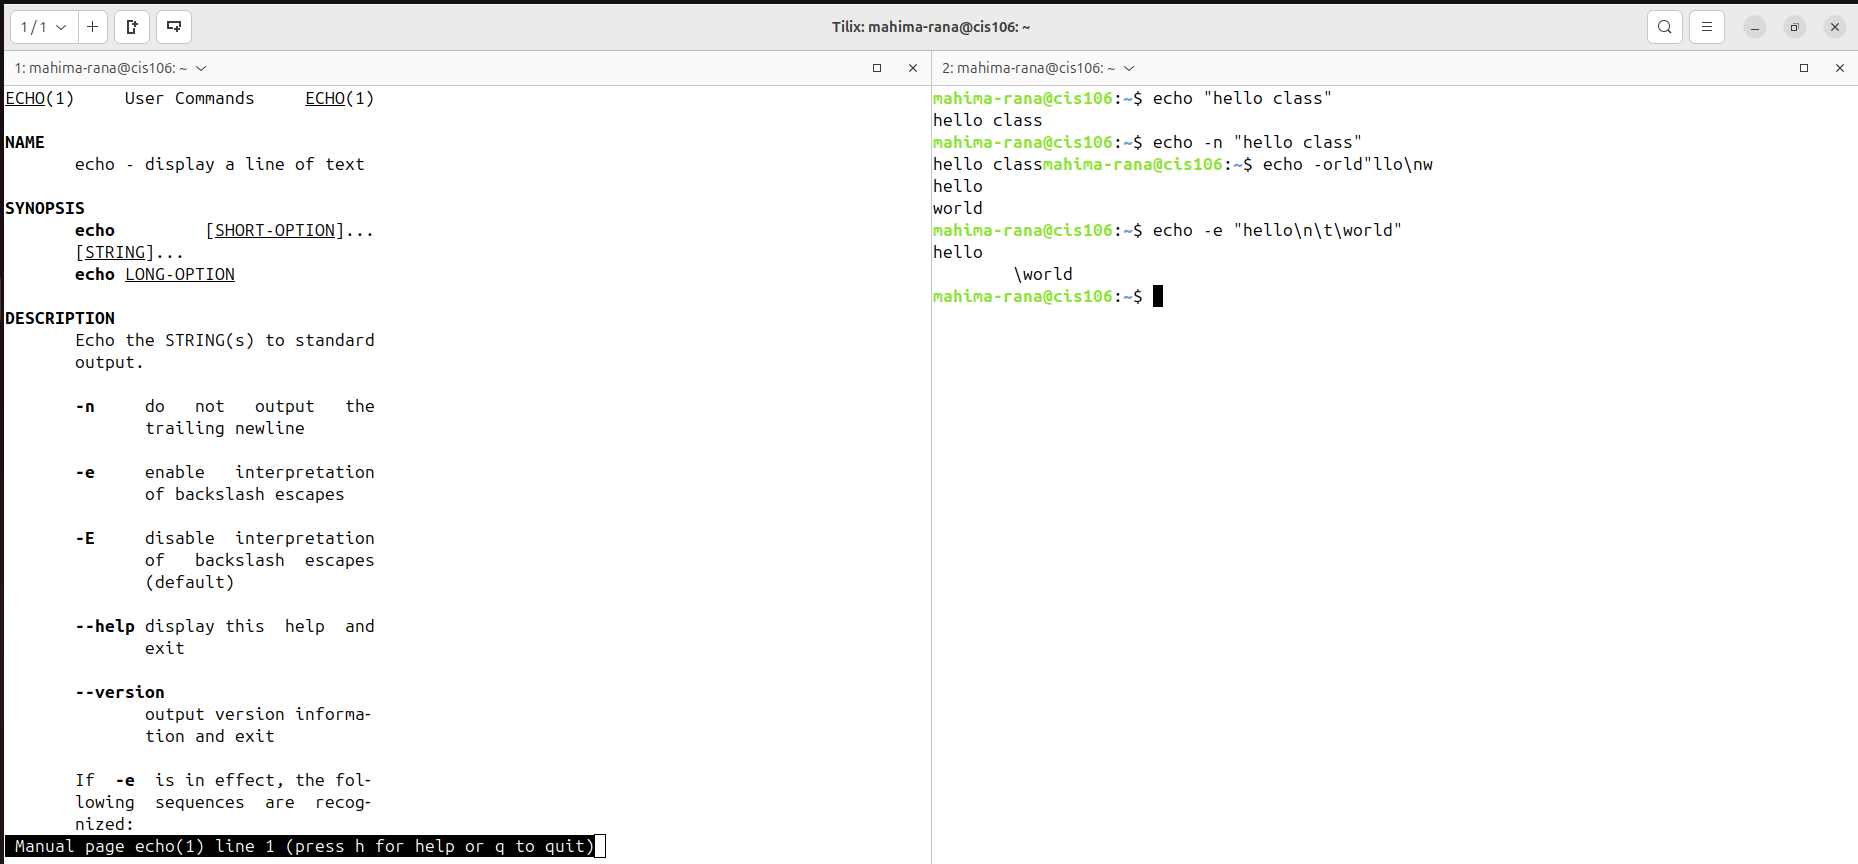 1 / 1
Tilix: mahima-rana@cis106: ~
1: mahima-rana@cis106: ~
ECHO(1)     User Commands     ECHO(1)
NAME
echo - display a line of text
SYNOPSIS
echo         [SHORT-OPTION]...
[STRING]...
echo LONG-OPTION
DESCRIPTION
Echo the STRING(s) to standard
output.
-n     do   not   output   the
trailing newline
-e     enable   interpretation
of backslash escapes
-E     disable  interpretation
of   backslash  escapes
(default)
--help display this  help  and
exit
--version
output version informa-
tion and exit
If  -e  is in effect, the fol-
lowing  sequences  are  recog-
nized:
Manual page echo(1) line 1 (press h for help or q to quit)
2: mahima-rana@cis106: ~
mahima-rana@cis106:~$ echo "hello class"
hello class
mahima-rana@cis106:~$ echo -n "hello class"
hello classmahima-rana@cis106:~$ echo -orld"llo\nw
hello
world
mahima-rana@cis106:~$ echo -e "hello\n\t\world"
hello
\world
mahima-rana@cis106:~$